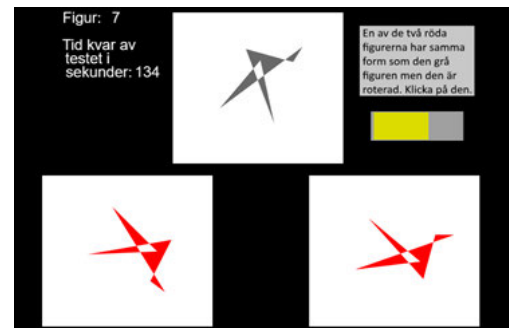 Figur: 7
Tid kvar av
testet i
sekunder: 134
En av de två röda
figurerna har samma
form som den grå
figuren men den är
roterad. Klicka på den.